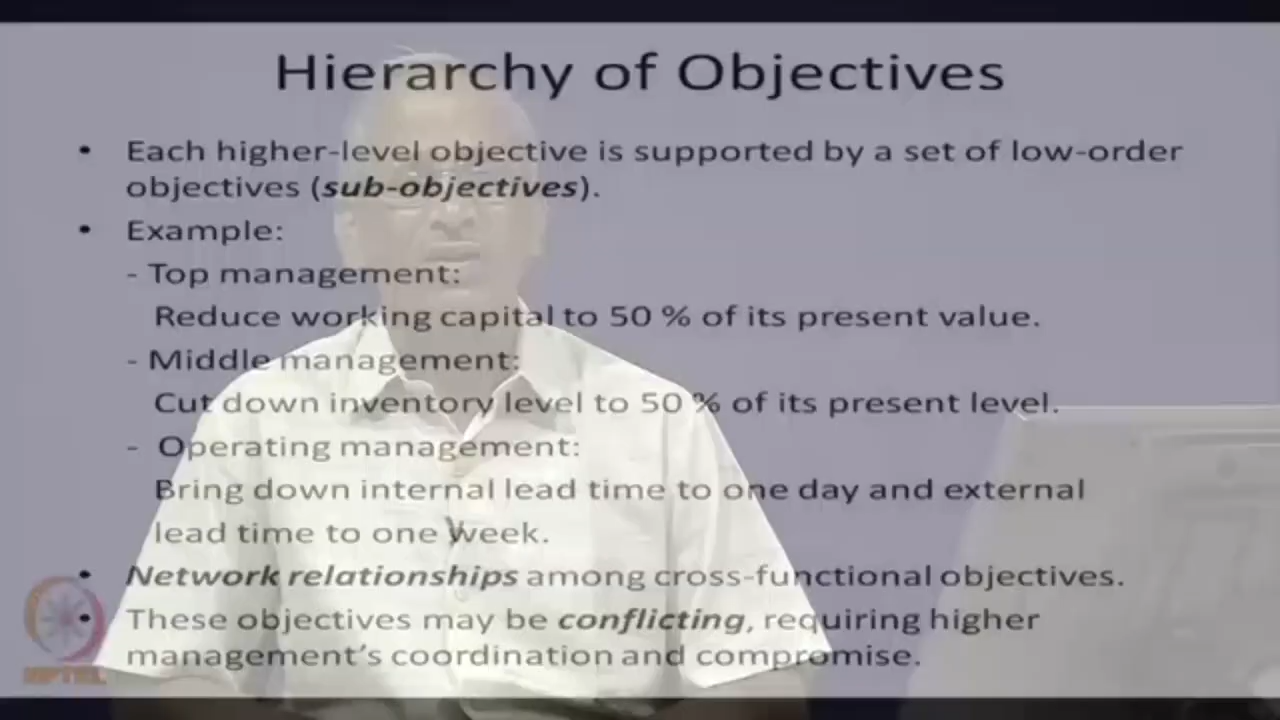 Hierarchy of Objectives
• Each higher-level objective is supported by a set of low-order
objectives (sub-objectives).
• Example:
- Top management:
Reduce working capital to 50 % of its present value.
- Middle management:
Cut down inventory level to 50 % of its present level.
- Operating management:
Bring down internal lead time to one day and external
lead time to one week.
• Network relationships among cross-functional objectives.
• These objectives may be conflicting, requiring higher
management's coordination and compromise.
NPTEL